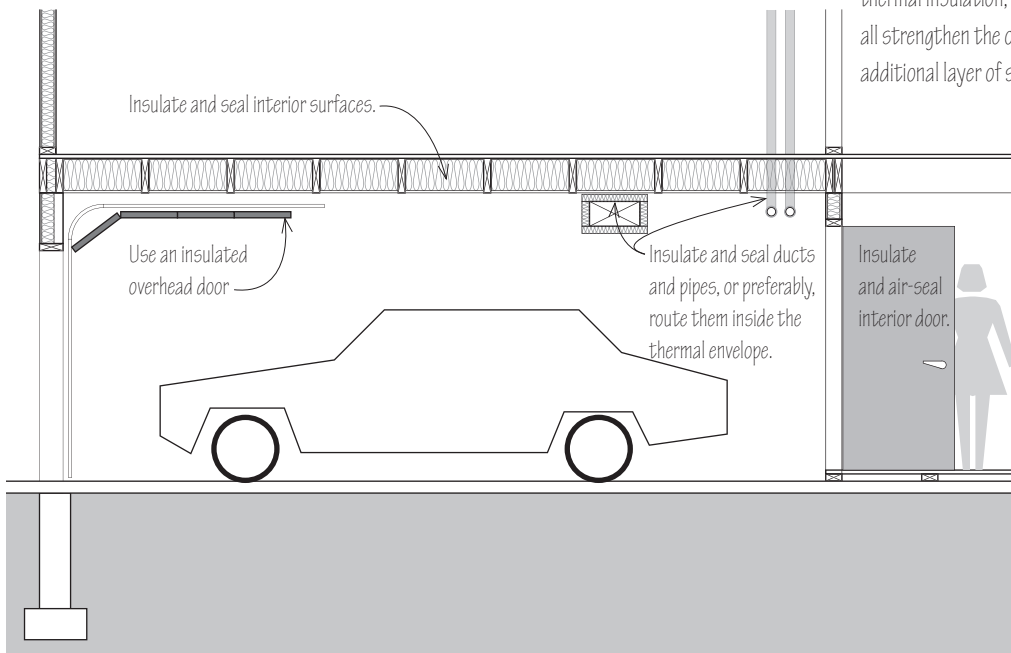 thermal insulation,
all strengthen the
additional layer of
Insulate and seal interior surfaces.
Use an insulated
overhead door
Insulate and seal ducts
and pipes, or preferably,
route them inside the
thermal envelope.
Insulate
and air-seal
interior door.